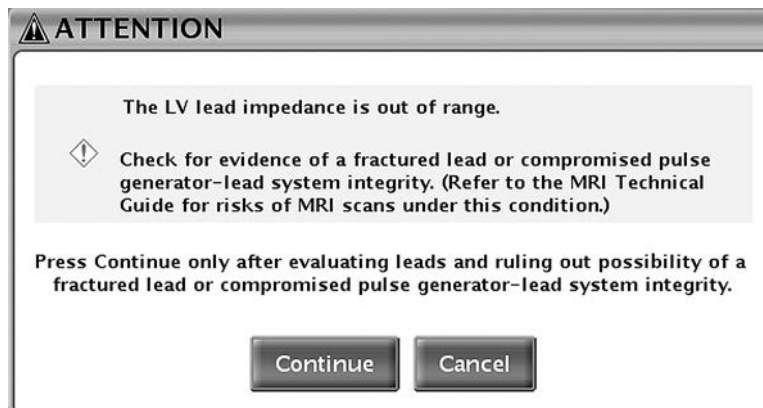 ATTENTION
The LV lead impedance is out of range.
Check for evidence of a fractured lead or compromised pulse
generator-lead system integrity. (Refer to the MRI Technical
Guide for risks of MRI scans under this condition.)
Press Continue only after evaluating leads and ruling out possibility of a
fractured lead or compromised pulse generator-lead system integrity.
Continue Cancel